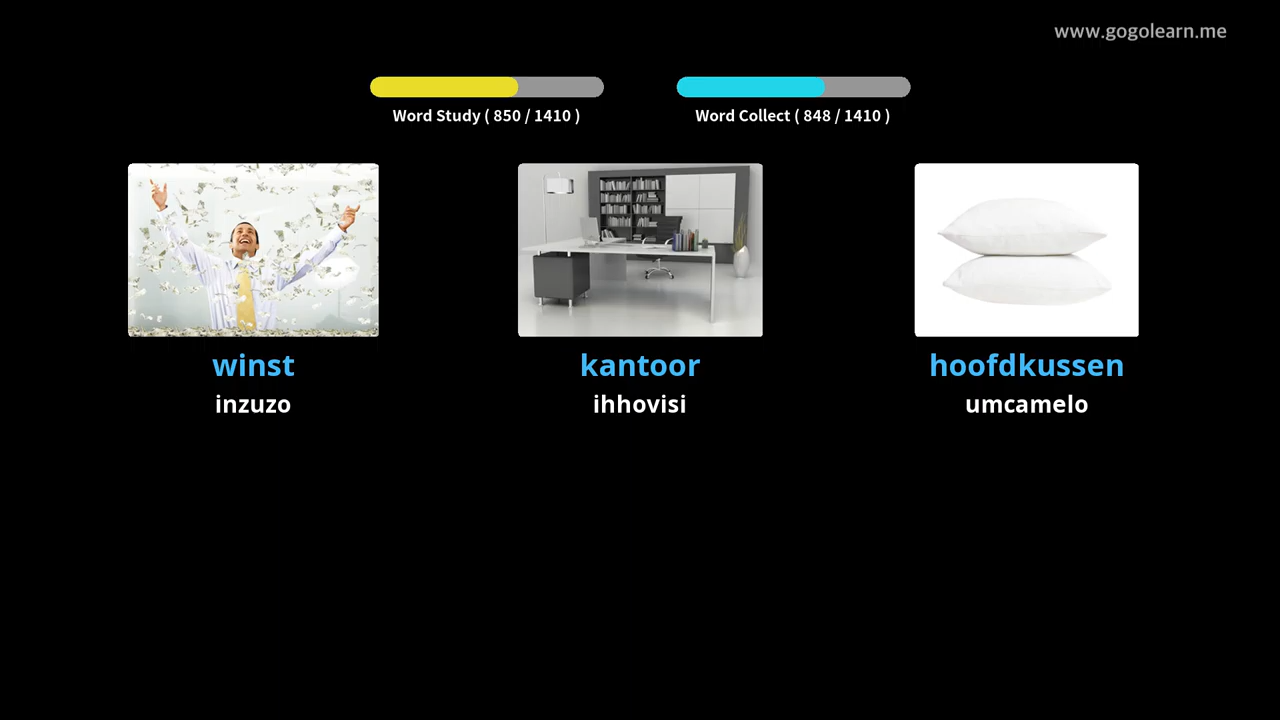 www.gogolearn.me
Word Study ( 850 / 1410 )
Word Collect ( 848 / 1410 )
winst
kantoor
hoofdkussen
inzuzo
ihhovisi
umcamelo